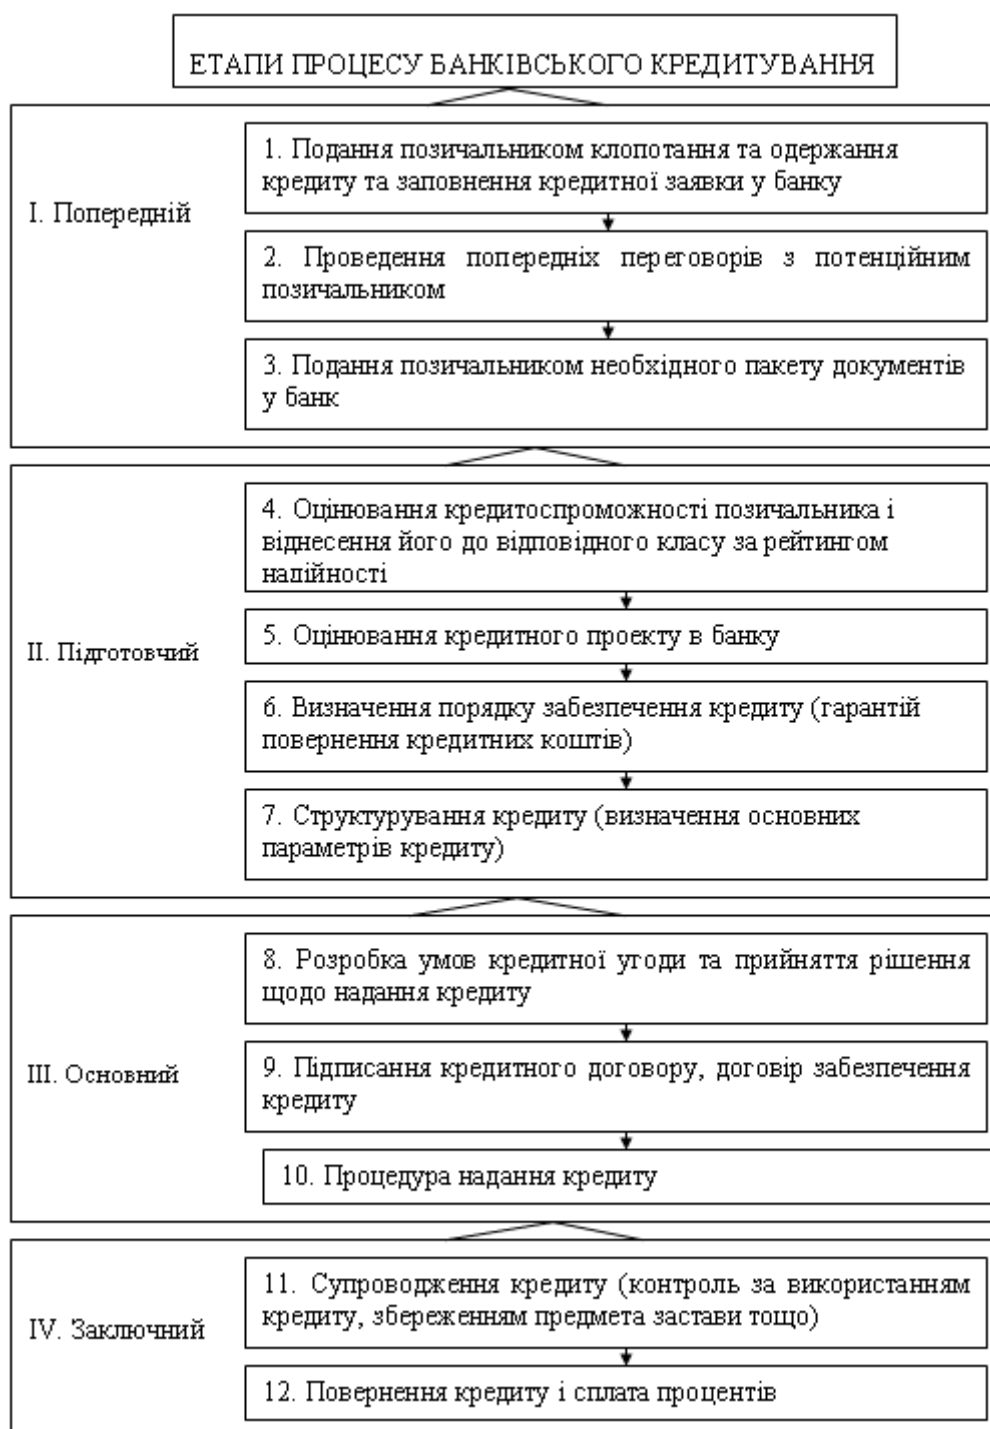 ЕТАПИ ПРОЦЕСУ БАНКІВСЬКОГО КРЕДИТУВАННЯ
І. Попередній
1. Подання позичальником клопотання та одержання
кредиту та заповнення кредитної заявки у банку
2. Проведення попередніх переговорів з потенційним
позичальником
3. Подання позичальником необхідного пакету документів
у банк
ІІ. Підготовчий
4. Оцінювання кредитоспроможності позичальника і
віднесення його до відповідного класу за рейтингом
надійності
5. Оцінювання кредитного проекту в банку
6. Визначення порядку забезпечення кредиту (гарантій
повернення кредитних коштів)
7. Структурування кредиту (визначення основних
параметрів кредиту)
ІІІ. Основний
8. Розробка умов кредитної угоди та прийняття рішення
щодо надання кредиту
9. Підписання кредитного договору, договір забезпечення
кредиту
10. Процедура надання кредиту
IV. Заключний
11. Супроводження кредиту (контроль за використанням
кредиту, збереженням предмета застави тощо)
12. Повернення кредиту і сплата процентів